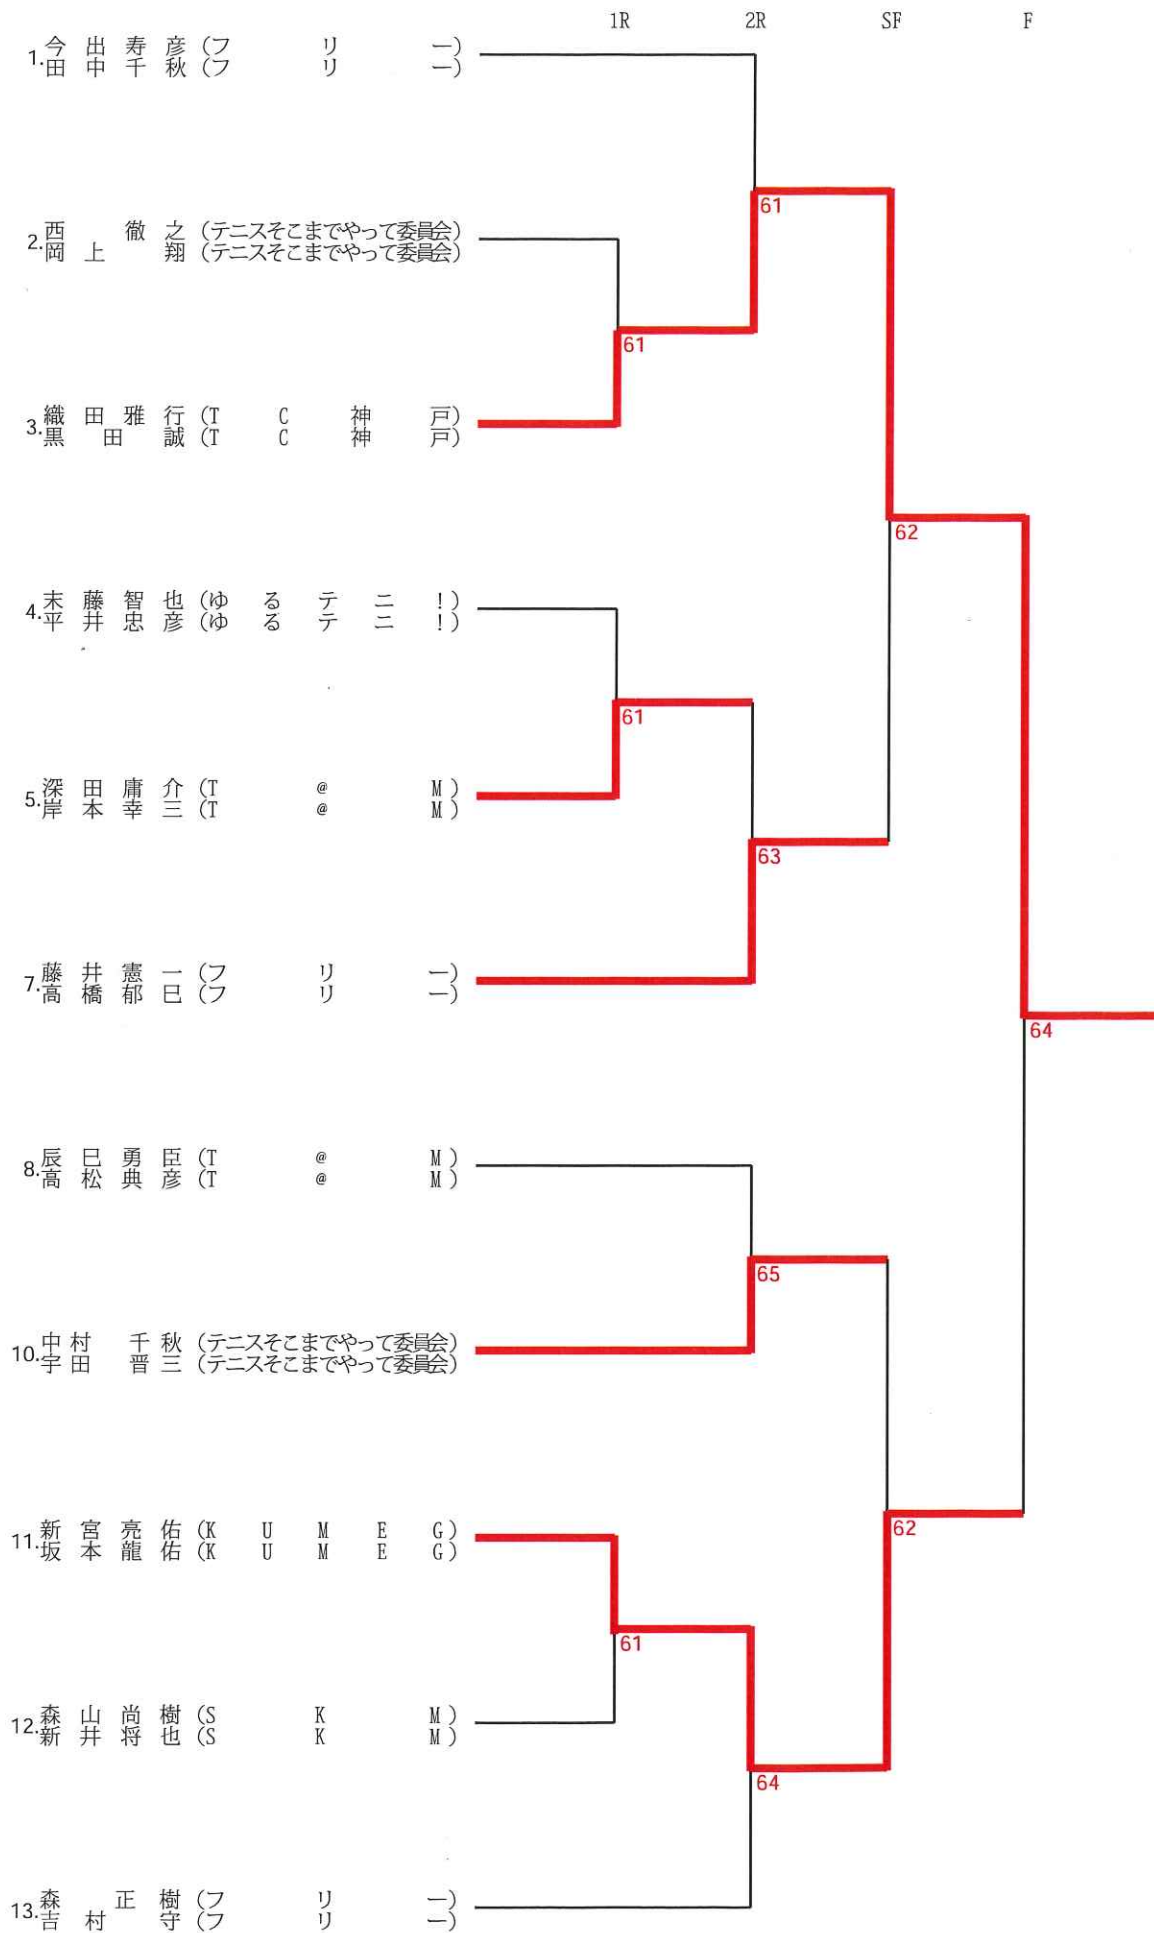 1R 2R SF F
1. 今出寿彦(フリー)
田中千秋(フリー)
61
2. 西 徹之(テニスそこまでやって委員会)
岡上 翔(テニスそこまでやって委員会)
61
3. 織田雅行(TC神戸)
黒田誠(TC神戸)
62
4. 末藤智也(ゆるテニ!)
平井忠彦(ゆるテニ!)
61
5. 深田庸介(T@M)
岸本幸三(T@M)
63
7. 藤井憲一(フリー)
高橋郁巳(フリー)
64
8. 辰巳勇臣(T@M)
高松典彦(T@M)
65
10. 中村 千秋(テニスそこまでやって委員会)
宇田 晋三(テニスそこまでやって委員会)
11. 新宮亮佑(KUMEG)
坂本龍佑(KUMEG)
62
61
12. 森山尚樹(SKM)
新井将也(SKM)
64
13. 森 正樹(フリー)
吉村 守(フリー)